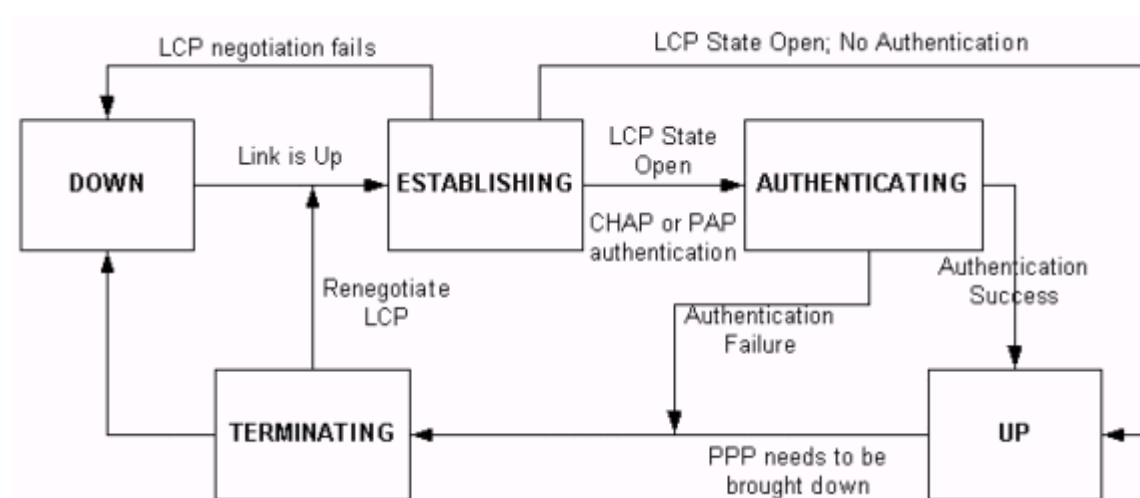 LCP negotiation fails
LCP State Open; No Authentication
DOWN
Link is Up
ESTABLISHING
LCP State
Open
CHAP or PAP
authentication
AUTHENTICATING
Renegotiate
LCP
Authentication
Failure
Authentication
Success
TERMINATING
PPP needs to be
brought down
UP